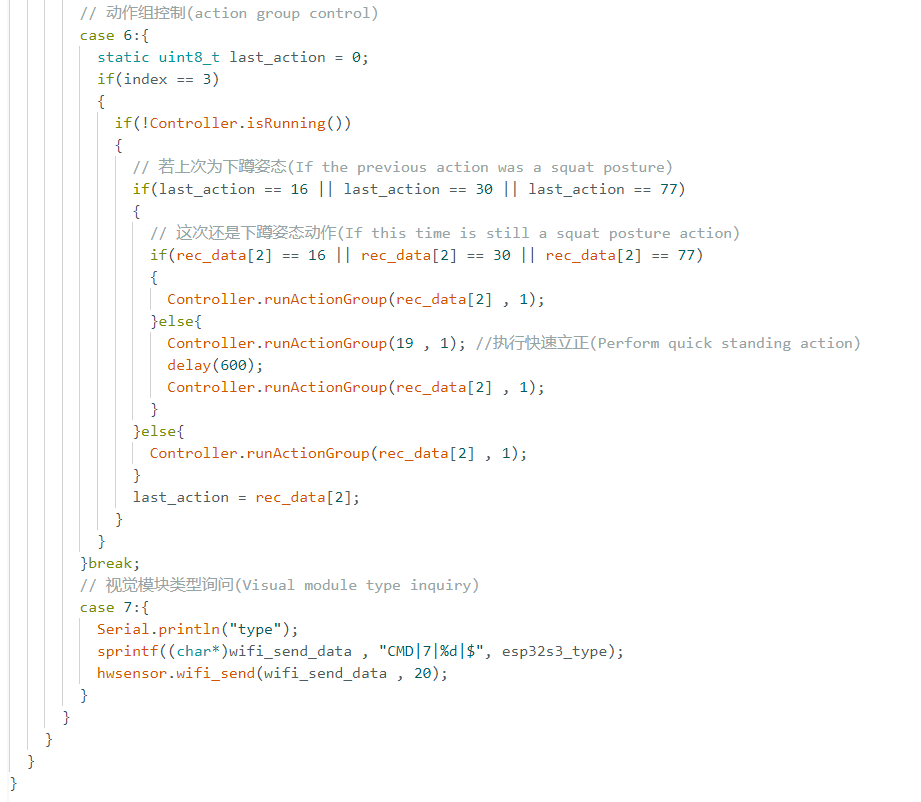 // 动作组控制(action group control)
case 6:{
static uint8_t last_action = 0;
if(index == 3)
{
if(!Controller.isRunning())
{
// 若上次为下蹲姿态(If the previous action was a squat posture)
if(last_action == 16 || last_action == 30 || last_action == 77)
{
// 这次还是下蹲姿态动作(If this time is still a squat posture action)
if(rec_data[2] == 16 || rec_data[2] == 30 || rec_data[2] == 77)
{
Controller.runActionGroup(rec_data[2] , 1);
}else{
Controller.runActionGroup(19 , 1); //执行快速立正(Perform quick standing action)
delay(600);
Controller.runActionGroup(rec_data[2] , 1);
}
}else{
Controller.runActionGroup(rec_data[2] , 1);
}
last_action = rec_data[2];
}
}
}break;
// 视觉模块类型询问(Visual module type inquiry)
case 7:{
Serial.println("type");
sprintf((char*)wifi_send_data , "CMD|7|%d|$", esp32s3_type);
hwsensor.wifi_send(wifi_send_data , 20);
}
}
}
}
}